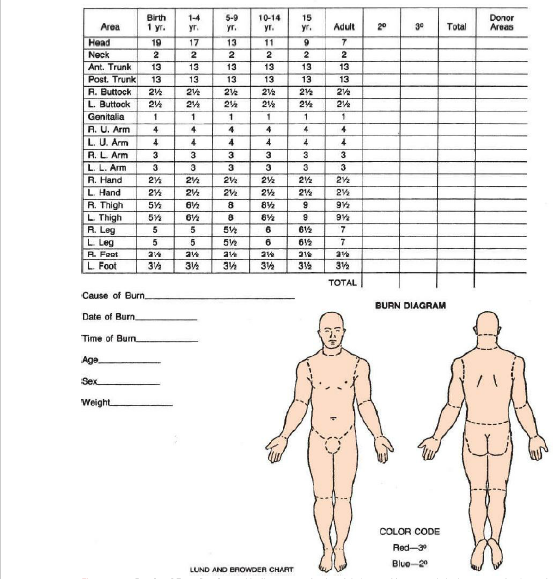 Area Birth 1 yr. 1-4 yr. 5-9 yr. 10-14 yr. 15 yr. Adult 2º 3º Total Donor Areas
Head 19 17 13 11 9 7
Neck 2 2 2 2 2 2
Ant. Trunk 13 13 13 13 13 13
Post. Trunk 13 13 13 13 13 13
R. Buttock 2½ 2½ 2½ 2½ 2½ 2½
L. Buttock 2½ 2½ 2½ 2½ 2½ 2½
Genitalia 1 1 1 1 1 1
R. U. Arm 4 4 4 4 4 4
L. U. Arm 4 4 4 4 4 4
R. L. Arm 3 3 3 3 3 3
L. L. Arm 3 3 3 3 3 3
R. Hand 2½ 2½ 2½ 2½ 2½ 2½
L. Hand 2½ 2½ 2½ 2½ 2½ 2½
R. Thigh 5½ 6½ 8 8½ 9 9½
L. Thigh 5½ 6½ 8 8½ 9 9½
R. Leg 5 5 5½ 6 6½ 7
L. Leg 5 5 5½ 6 6½ 7
R. Foot 3½ 3½ 3½ 3½ 3½ 3½
L. Foot 3½ 3½ 3½ 3½ 3½ 3½
TOTAL
Cause of Burn
Date of Burn
Time of Burn
Age
Sex
Weight
BURN DIAGRAM
COLOR CODE
Red—3º
Blue—2º
LUND AND BROWDER CHART